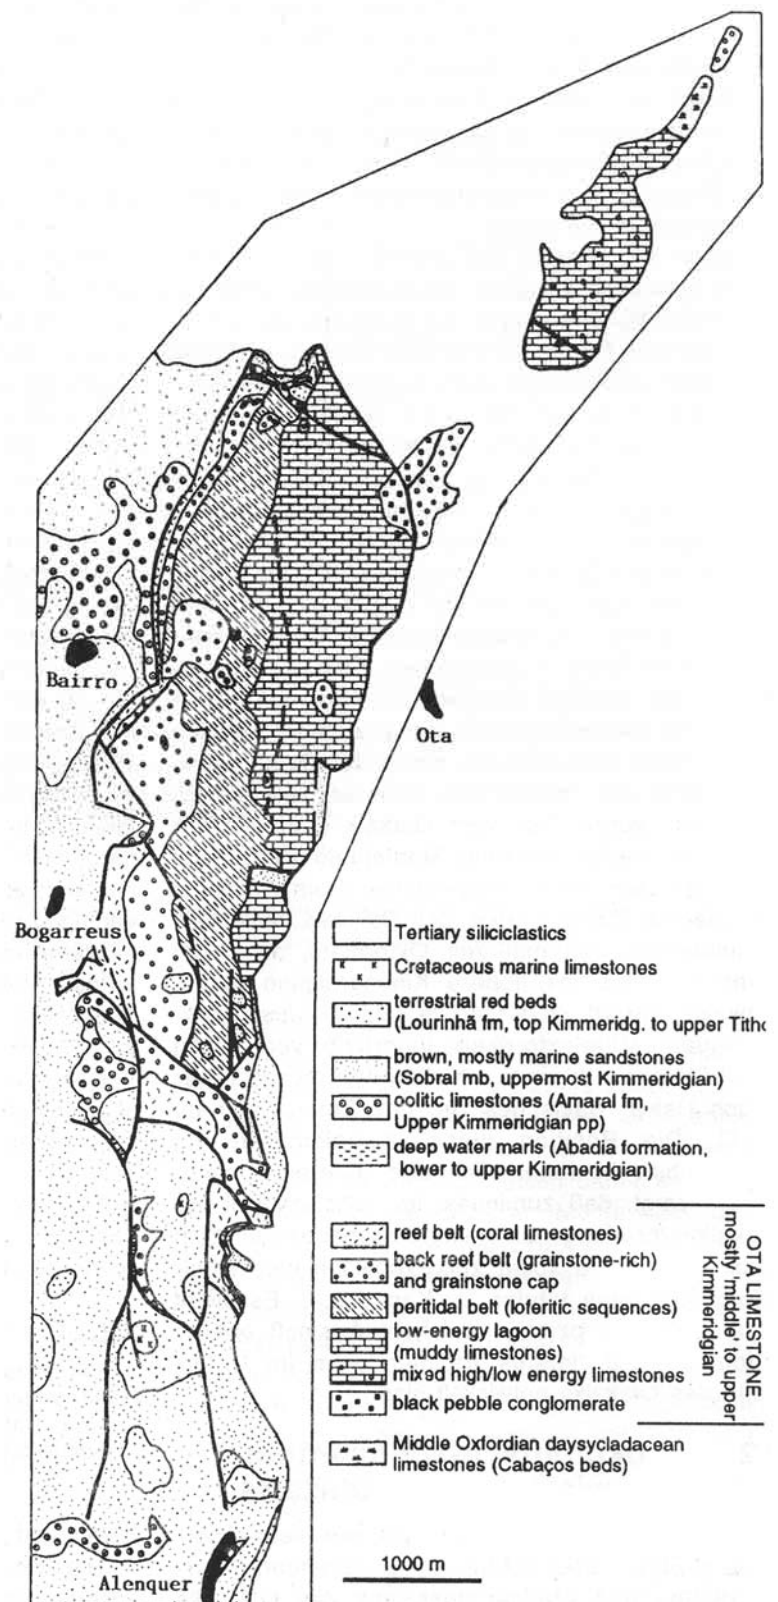 Bairro
Ota
Bogarreus
Tertiary siliciclastics
Cretaceous marine limestones
terrestrial red beds
(Lourinhã fm, top Kimmeridg. to upper Titho
brown, mostly marine sandstones
(Sobral mb, uppermost Kimmeridgian)
oolitic limestones (Amaral fm,
Upper Kimmeridgian pp)
deep water marls (Abadia formation,
lower to upper Kimmeridgian)
reef belt (coral limestones)
back reef belt (grainstone-rich)
and grainstone cap
peritidal belt (loferitic sequences)
low-energy lagoon
(muddy limestones)
mixed high/low energy limestones
black pebble conglomerate
OTA LIMESTONE
mostly 'middle' to upper
Kimmeridgian
Middle Oxfordian daysycladacean
limestones (Cabaços beds)
1000 m
Alenquer